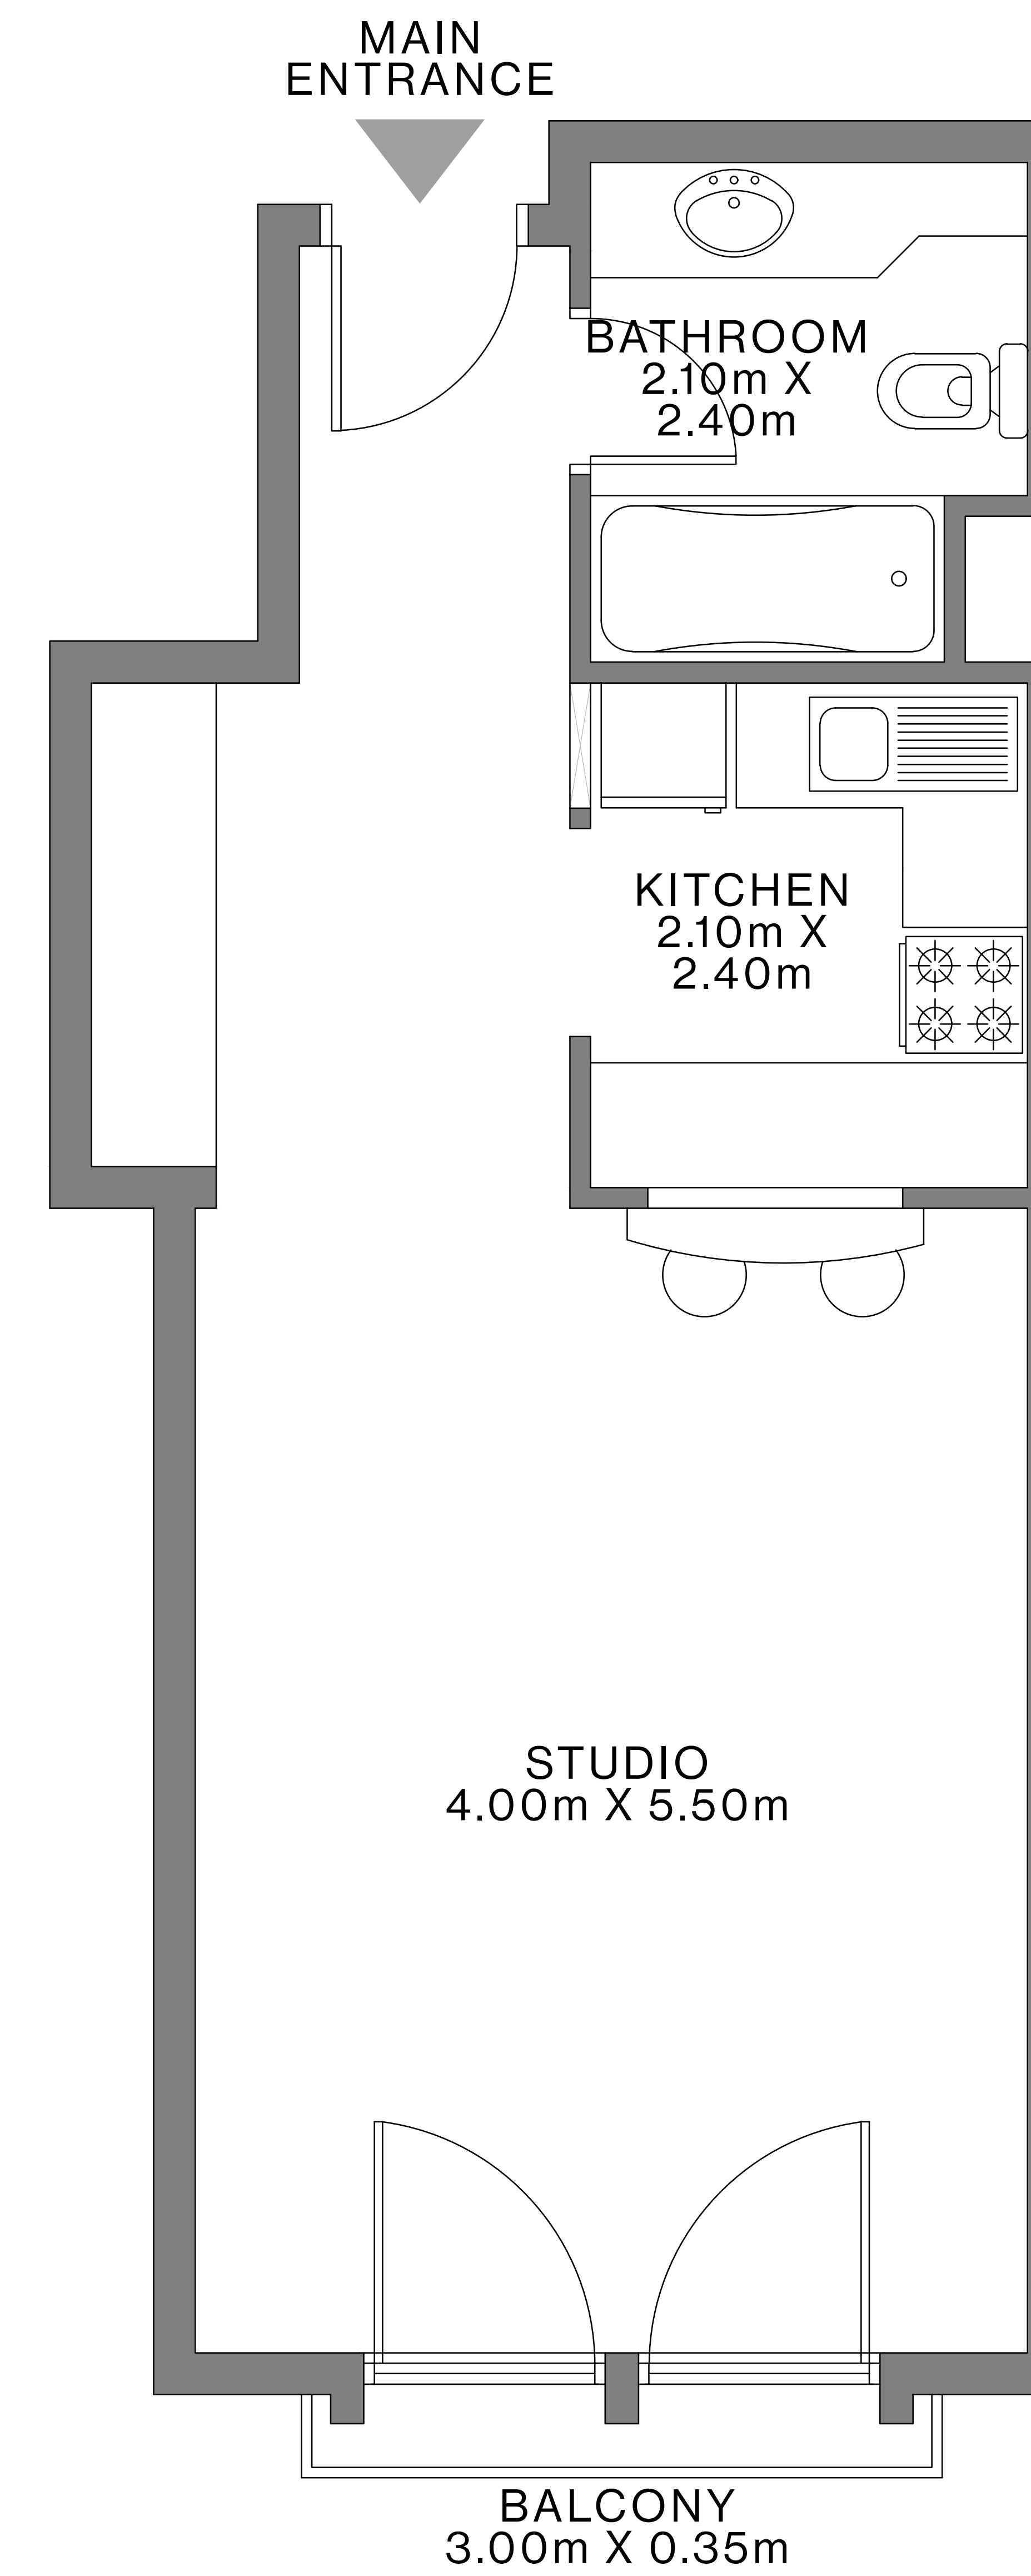 MAIN
ENTRANCE
BATHROOM
2.10m X
2.40m
KITCHEN
2.10m X
2.40m
STUDIO
4.00m X 5.50m
BALCONY
3.00m X 0.35m